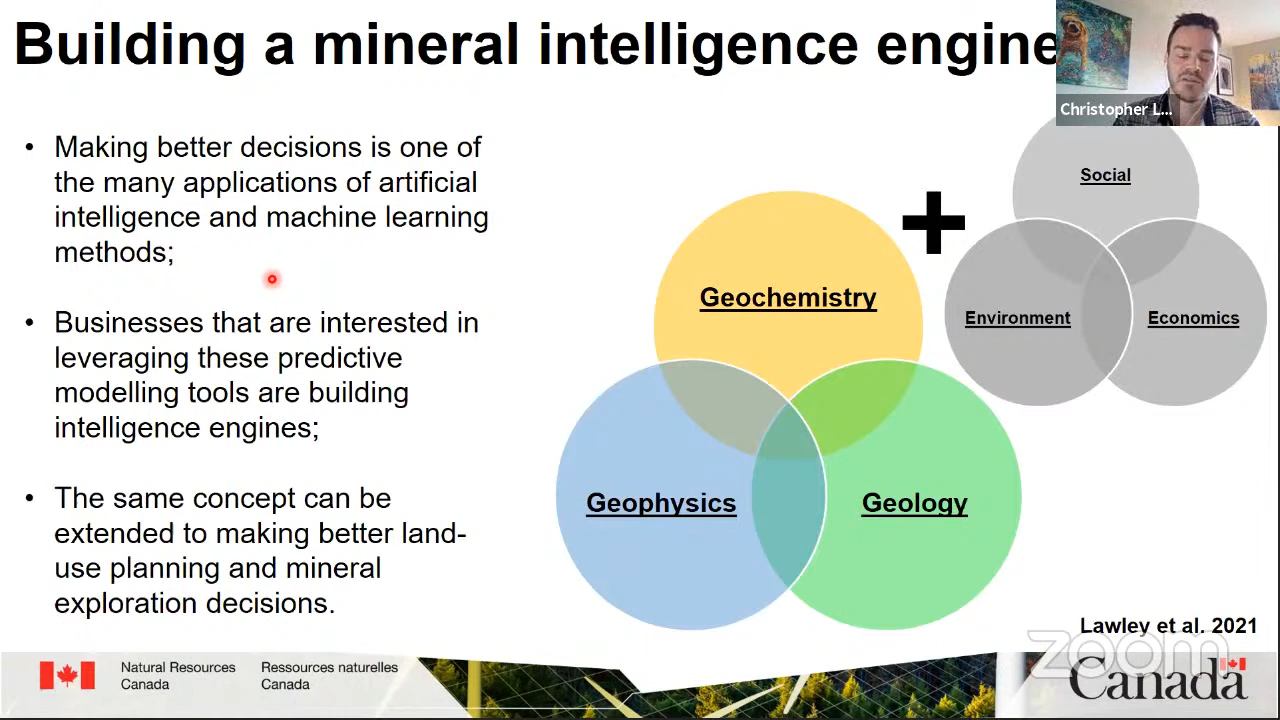 Building a mineral intelligence engine
Christopher L...
• Making better decisions is one of
the many applications of artificial
intelligence and machine learning
methods;
• Businesses that are interested in
leveraging these predictive
modelling tools are building
intelligence engines;
• The same concept can be
extended to making better land-
use planning and mineral
exploration decisions.
+
Social
Environment
Economics
Geochemistry
Geophysics
Geology
Lawley et al. 2021
zoom
Natural Resources
Canada
Ressources naturelles
Canada
Canada